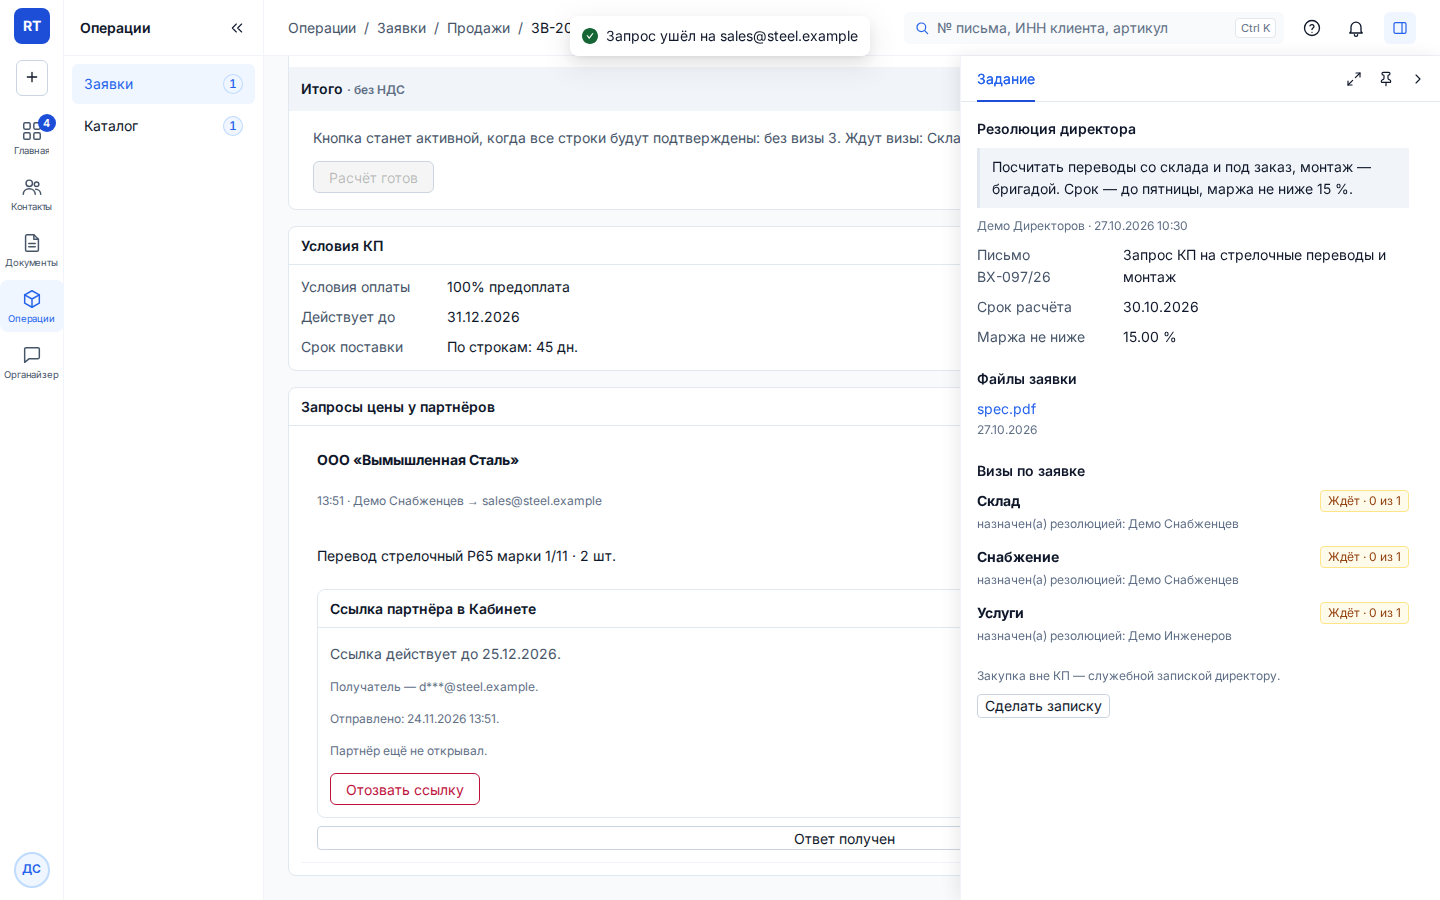 RT
Операции
Операции / Заявки / Продажи / ЗВ-20
Запрос ушёл на sales@steel.example
№ письма, ИНН клиента, артикул
Ctrl K
4
Главная
Контакты
Документы
Операции
Органайзер
ДС
Заявки 1
Каталог 1
Итого · без НДС
Кнопка станет активной, когда все строки будут подтверждены: без визы 3. Ждут визы: Скла
Расчёт готов
Условия КП
Условия оплаты 100% предоплата
Действует до 31.12.2026
Срок поставки По строкам: 45 дн.
Запросы цены у партнёров
ООО «Вымышленная Сталь»
13:51 · Демо Снабженцев → sales@steel.example
Перевод стрелочный Р65 марки 1/11 · 2 шт.
Ссылка партнёра в Кабинете
Ссылка действует до 25.12.2026.
Получатель — d***@steel.example.
Отправлено: 24.11.2026 13:51.
Партнёр ещё не открывал.
Отозвать ссылку
Ответ получен
Задание
Резолюция директора
Посчитать переводы со склада и под заказ, монтаж —
бригадой. Срок — до пятницы, маржа не ниже 15 %.
Демо Директоров · 27.10.2026 10:30
Письмо Запрос КП на стрелочные переводы и
ВХ-097/26 монтаж
Срок расчёта 30.10.2026
Маржа не ниже 15.00 %
Файлы заявки
spec.pdf
27.10.2026
Визы по заявке
Склад Ждёт · 0 из 1
назначен(а) резолюцией: Демо Снабженцев
Снабжение Ждёт · 0 из 1
назначен(а) резолюцией: Демо Снабженцев
Услуги Ждёт · 0 из 1
назначен(а) резолюцией: Демо Инженеров
Закупка вне КП — служебной запиской директору.
Сделать записку